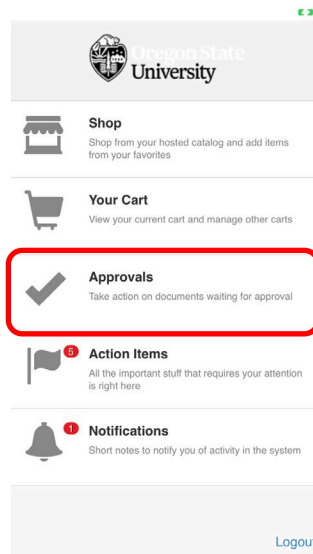 Oregon State
University
Shop
Shop from your hosted catalog and add items
from your favorites
Your Cart
View your current cart and manage other carts
Approvals
Take action on documents waiting for approval
5
Action Items
All the important stuff that requires your attention
is right here
1
Notifications
Short notes to notify you of activity in the system